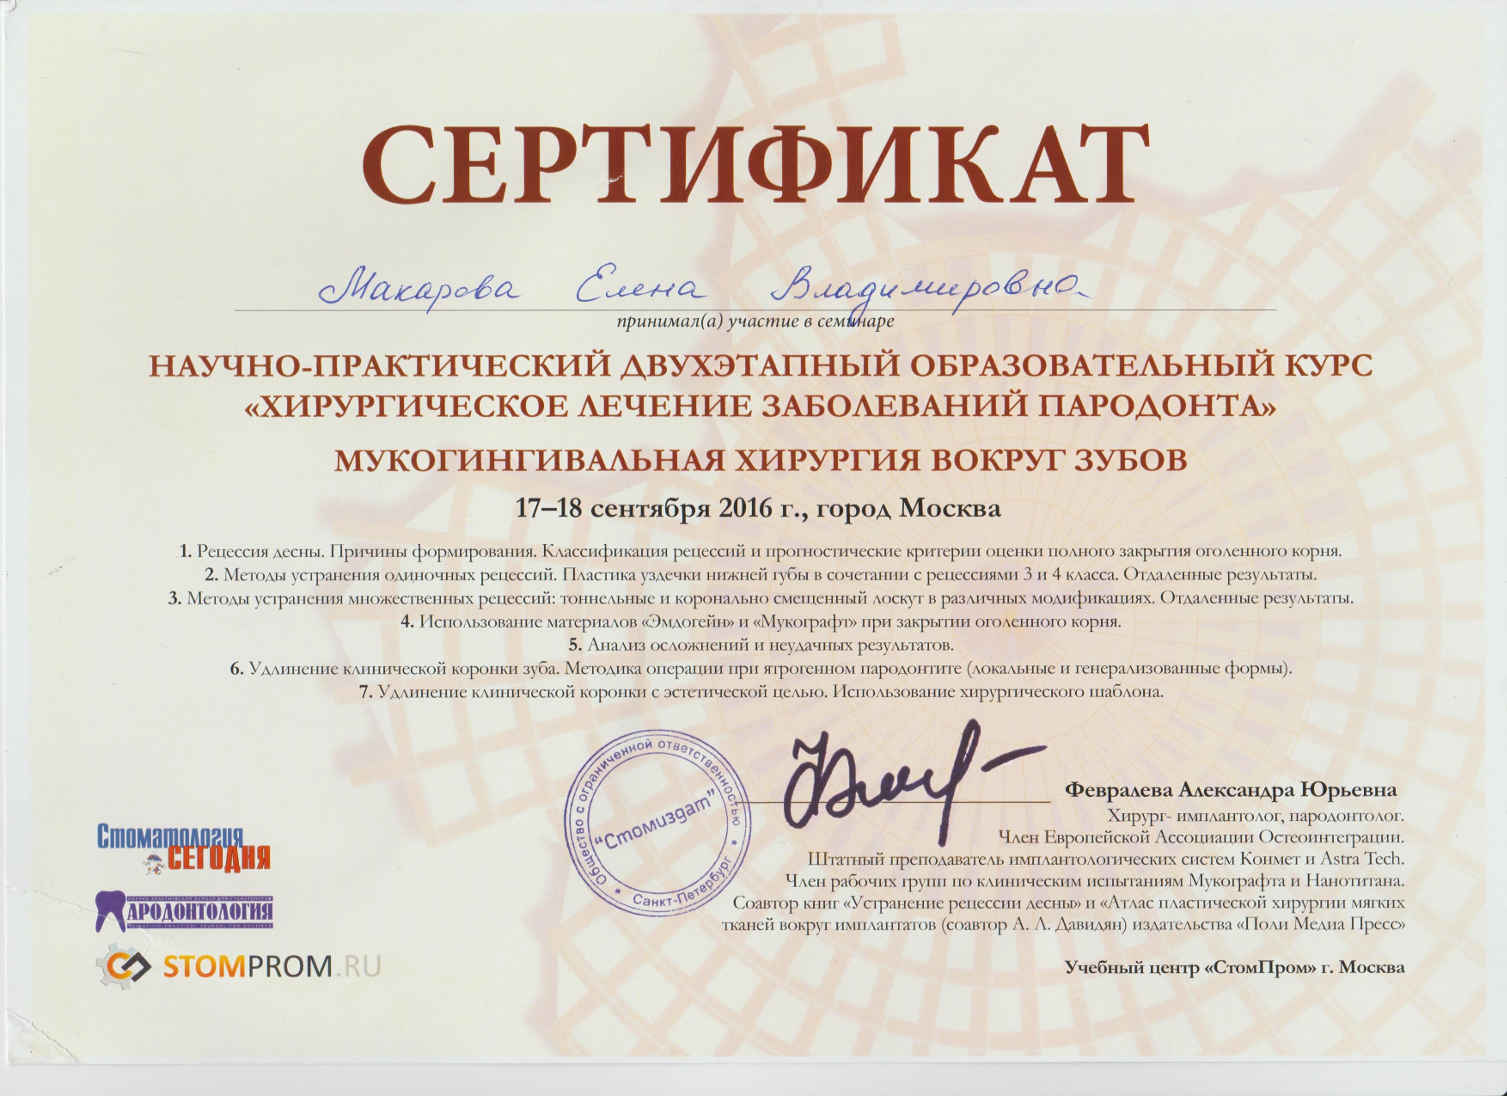 СЕРТИФИКАТ
Макарова Елена Владимировна
принимал(а) участие в семинаре
НАУЧНО-ПРАКТИЧЕСКИЙ ДВУХЭТАПНЫЙ ОБРАЗОВАТЕЛЬНЫЙ КУРС
«ХИРУРГИЧЕСКОЕ ЛЕЧЕНИЕ ЗАБОЛЕВАНИЙ ПАРОДОНТА»
МУКОГИНГИВАЛЬНАЯ ХИРУРГИЯ ВОКРУГ ЗУБОВ
17–18 сентября 2016 г., город Москва
1. Рецессия десны. Причины формирования. Классификация рецессий и прогностические критерии оценки полного закрытия оголенного корня.
2. Методы устранения одиночных рецессий. Пластика уздечки нижней губы в сочетании с рецессиями 3 и 4 класса. Отдаленные результаты.
3. Методы устранения множественных рецессий: тоннельные и коронально смещенный лоскут в различных модификациях. Отдаленные результаты.
4. Использование материалов «Эмдогейн» и «Мукографт» при закрытии оголенного корня.
5. Анализ осложнений и неудачных результатов.
6. Удлинение клинической коронки зуба. Методика операции при ятрогенном пародонтите (локальные и генерализованные формы).
7. Удлинение клинической коронки с эстетической целью. Использование хирургического шаблона.
Общество с ограниченной ответственностью
"Стомиздат"
Санкт-Петербург
Февралева Александра Юрьевна
Хирург- имплантолог, пародонтолог.
Член Европейской Ассоциации Остеоинтеграции.
Штатный преподаватель имплантологических систем Конмет и Astra Tech.
Член рабочих групп по клиническим испытаниям Мукографта и Нанотитана.
Соавтор книг «Устранение рецессии десны» и «Атлас пластической хирургии мягких
тканей вокруг имплантатов (соавтор А. Л. Давидян) издательства «Поли Медиа Пресс»
Учебный центр «СтомПром» г. Москва
Стоматология
СЕГОДНЯ
ПАРОДОНТОЛОГИЯ
STOMPROM.RU